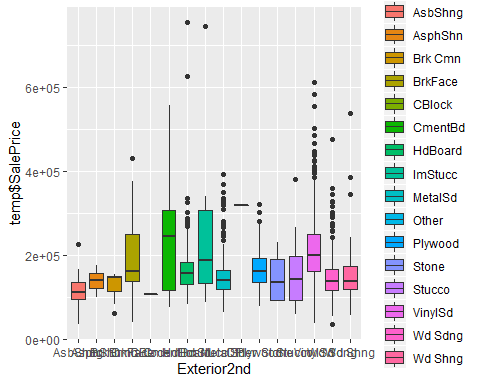 temp$SalePrice
6e+05
4e+05
2e+05
0e+00
Exterior2nd
AsbShng
AsphShn
Brk Cmn
BrkFace
CBlock
CmentBd
HdBoard
ImStucc
MetalSd
Other
Plywood
Stone
Stucco
VinylSd
Wd Sdng
Wd Shng